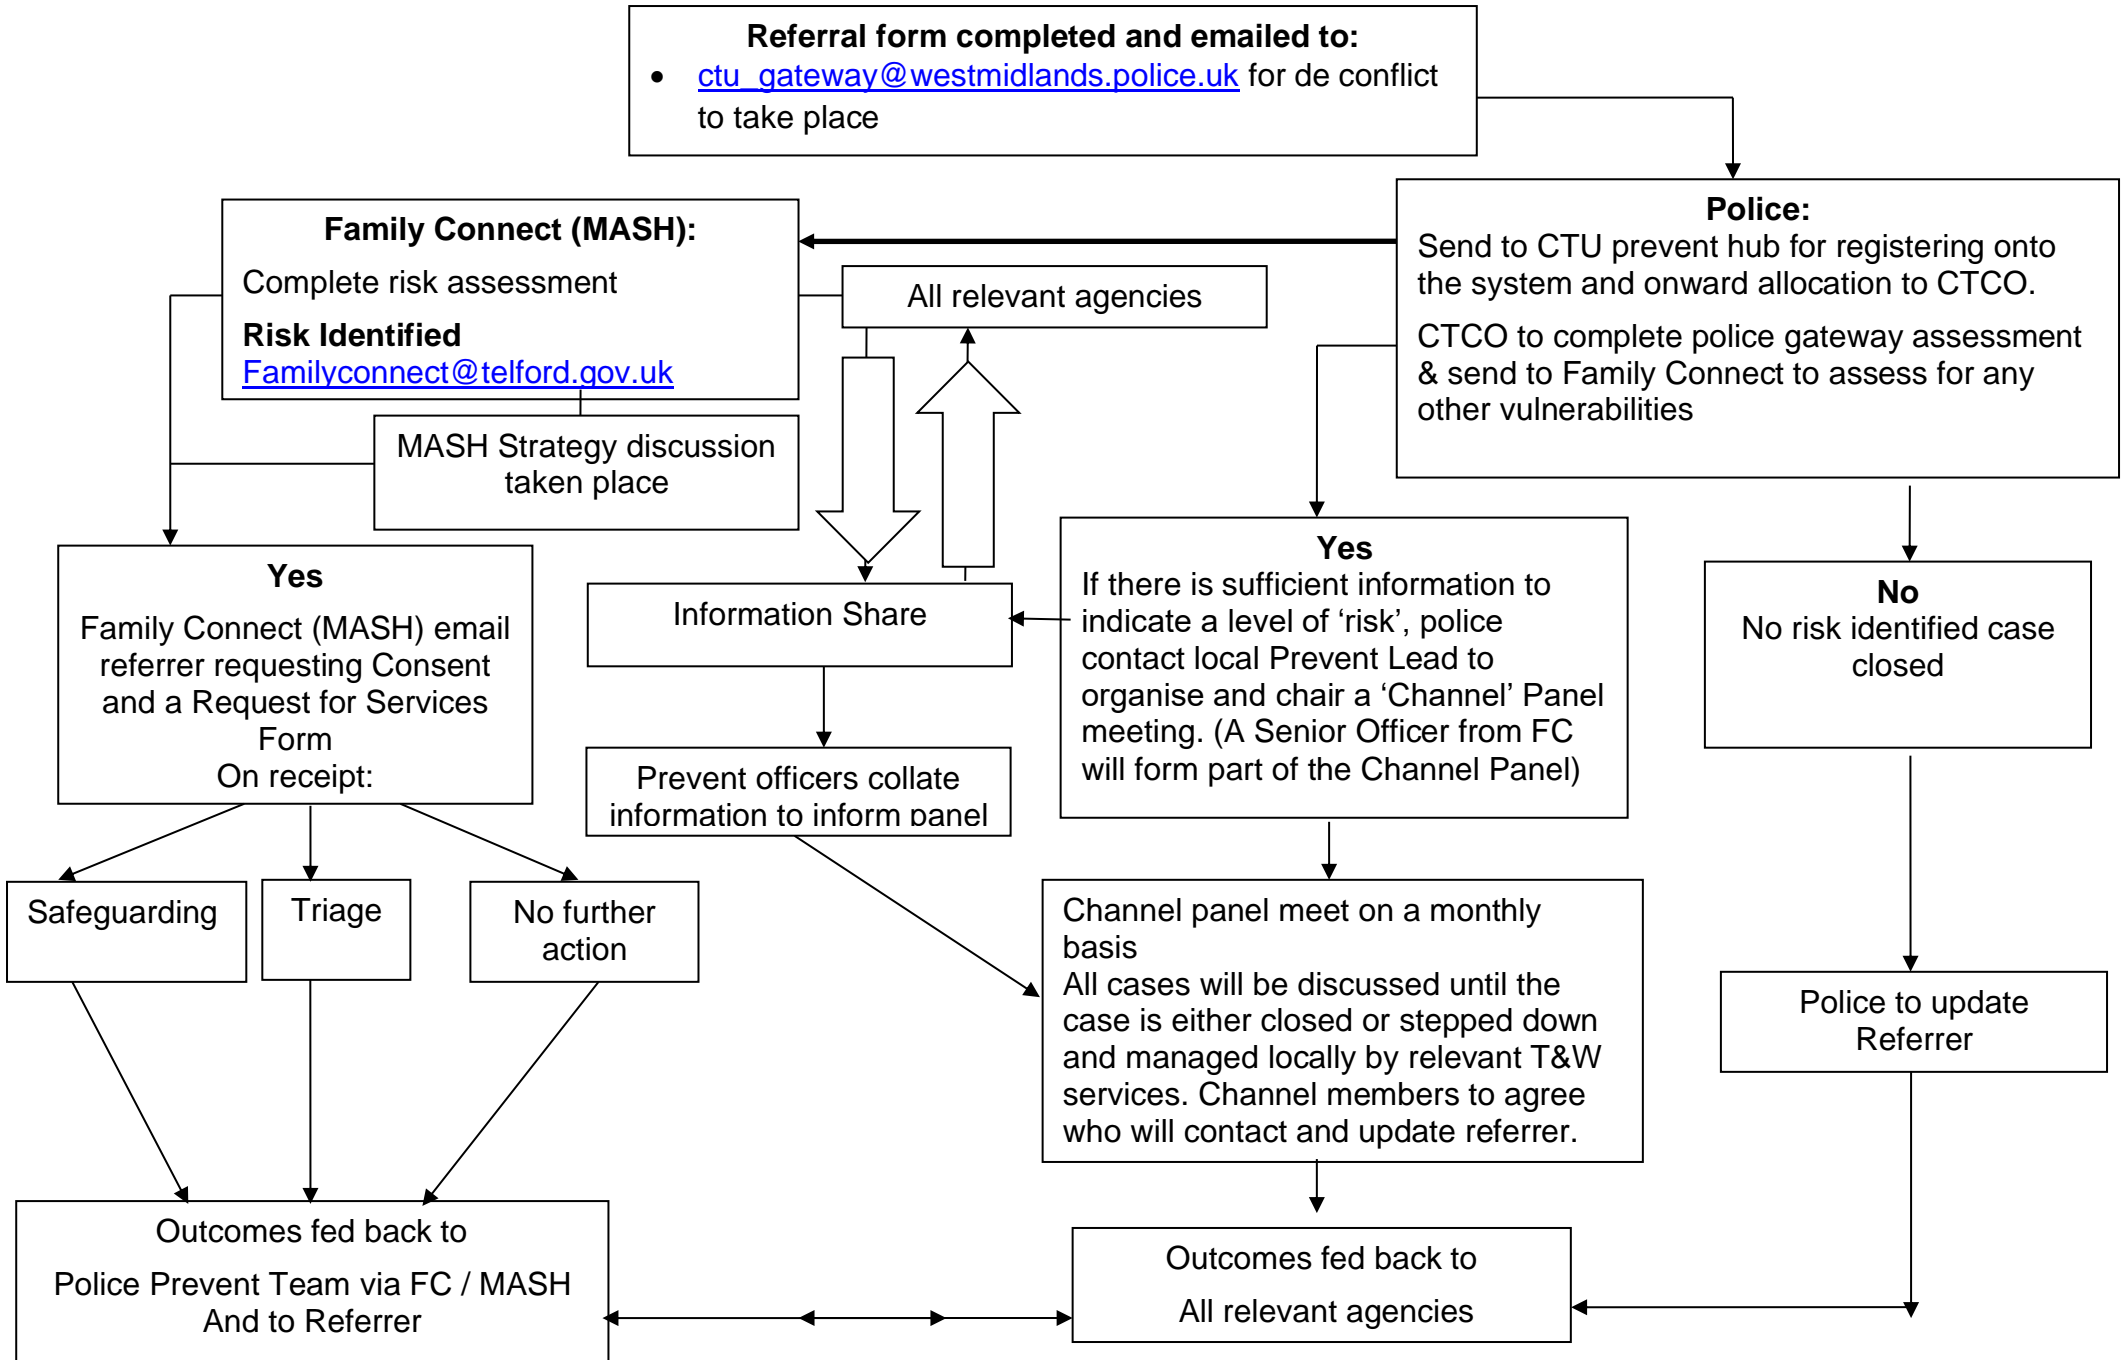 Referral form completed and emailed to:
• ctu_gateway@westmidlands.police.uk for de conflict
to take place
Family Connect (MASH):
Complete risk assessment
Risk Identified
Familyconnect@telford.gov.uk
All relevant agencies
Police:
Send to CTU prevent hub for registering onto
the system and onward allocation to CTCO.
CTCO to complete police gateway assessment
& send to Family Connect to assess for any
other vulnerabilities
MASH Strategy discussion
taken place
Yes
Family Connect (MASH) email
referrer requesting Consent
and a Request for Services
Form
On receipt:
Information Share
Yes
If there is sufficient information to
indicate a level of ‘risk’, police
contact local Prevent Lead to
organise and chair a ‘Channel’ Panel
meeting. (A Senior Officer from FC
will form part of the Channel Panel)
No
No risk identified case
closed
Prevent officers collate
information to inform panel
Safeguarding
Triage
No further
action
Channel panel meet on a monthly
basis
All cases will be discussed until the
case is either closed or stepped down
and managed locally by relevant T&W
services. Channel members to agree
who will contact and update referrer.
Police to update
Referrer
Outcomes fed back to
Police Prevent Team via FC / MASH
And to Referrer
Outcomes fed back to
All relevant agencies